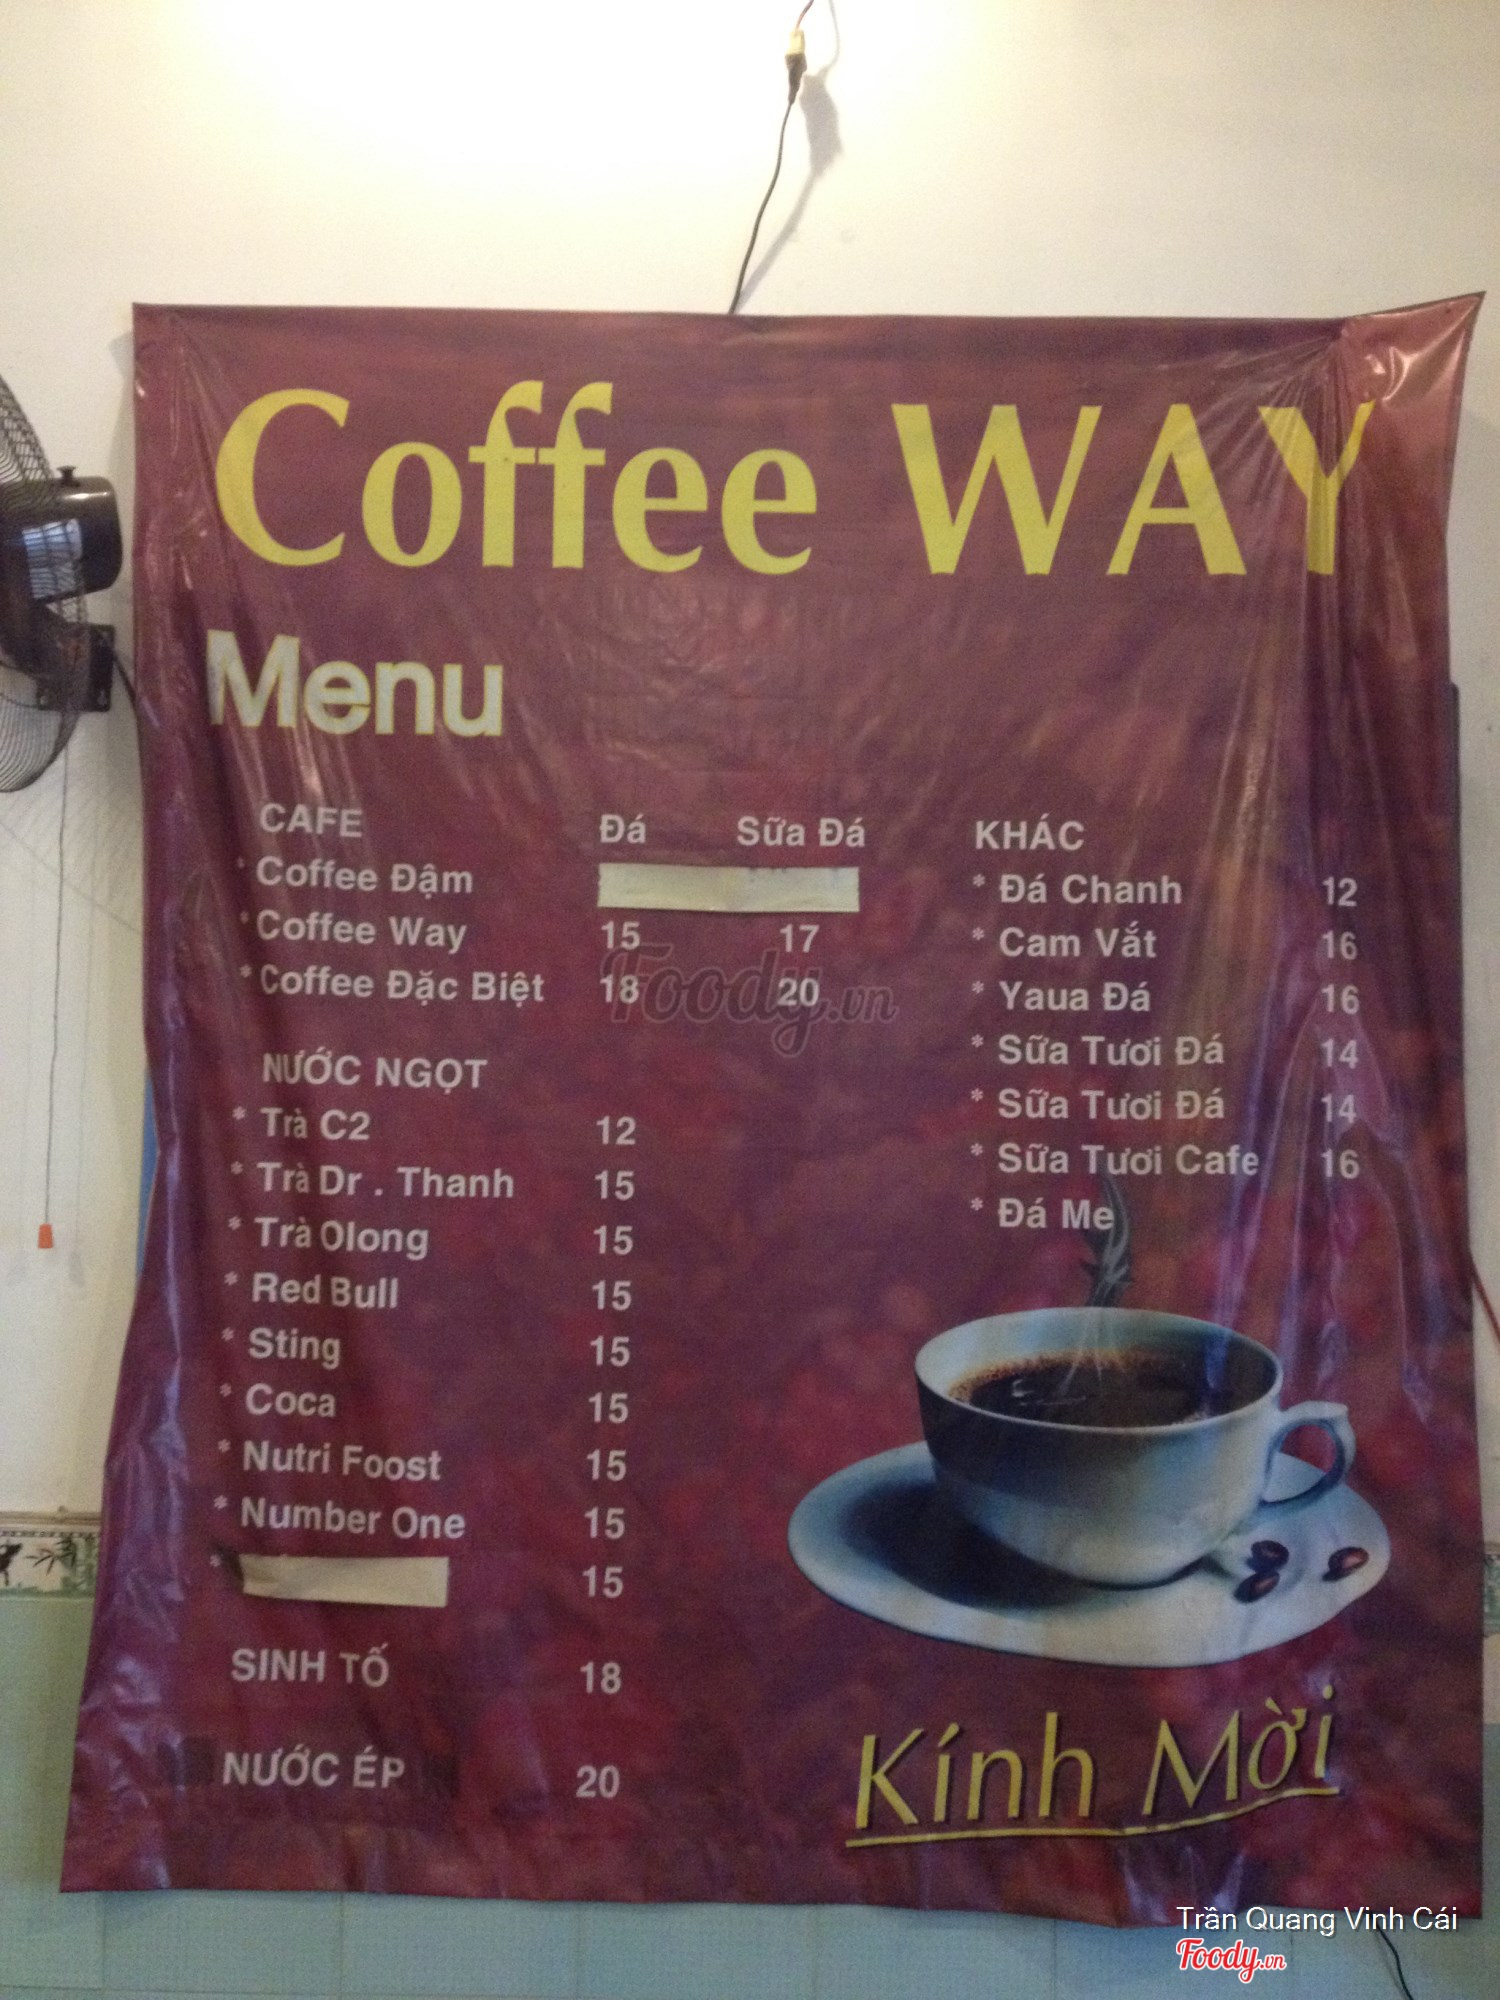 Coffee WAY
Menu
CAFE Đá Sữa Đá
* Coffee Đậm
* Coffee Way 15 17
* Coffee Đặc Biệt 18 20
NƯỚC NGỌT
* Trà C2 12
* Trà Dr . Thanh 15
* Trà Olong 15
* Red Bull 15
* Sting 15
* Coca 15
* Nutri Foost 15
* Number One 15
* 15
SINH TỐ 18
NƯỚC ÉP 20
KHÁC
* Đá Chanh 12
* Cam Vắt 16
* Yaua Đá 16
* Sữa Tươi Đá 14
* Sữa Tươi Đá 14
* Sữa Tươi Cafe 16
* Đá Me
Kính Mời
Foody.vn
Trần Quang Vinh Cái
Foody.vn